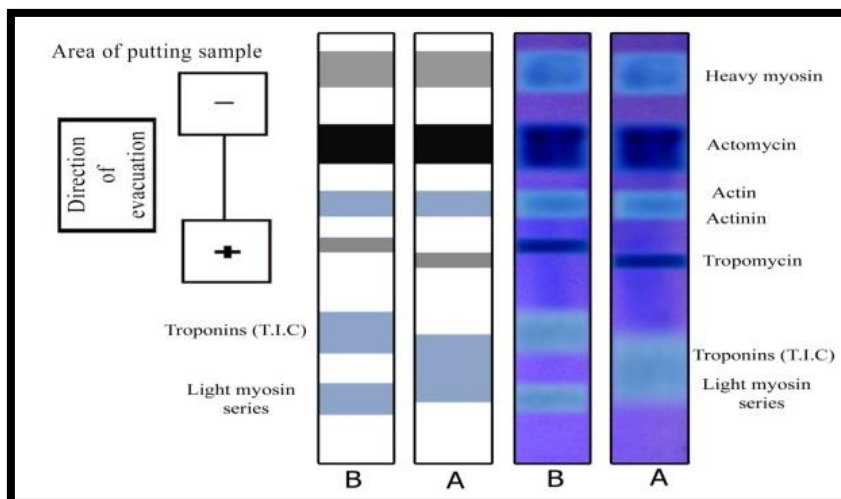 Area of putting sample
−
Direction
of
evacuation
+
Troponins (T.I.C)
Light myosin
series
B
A
B
A
Heavy myosin
Actomycin
Actin
Actinin
Tropomycin
Troponins (T.I.C)
Light myosin
series